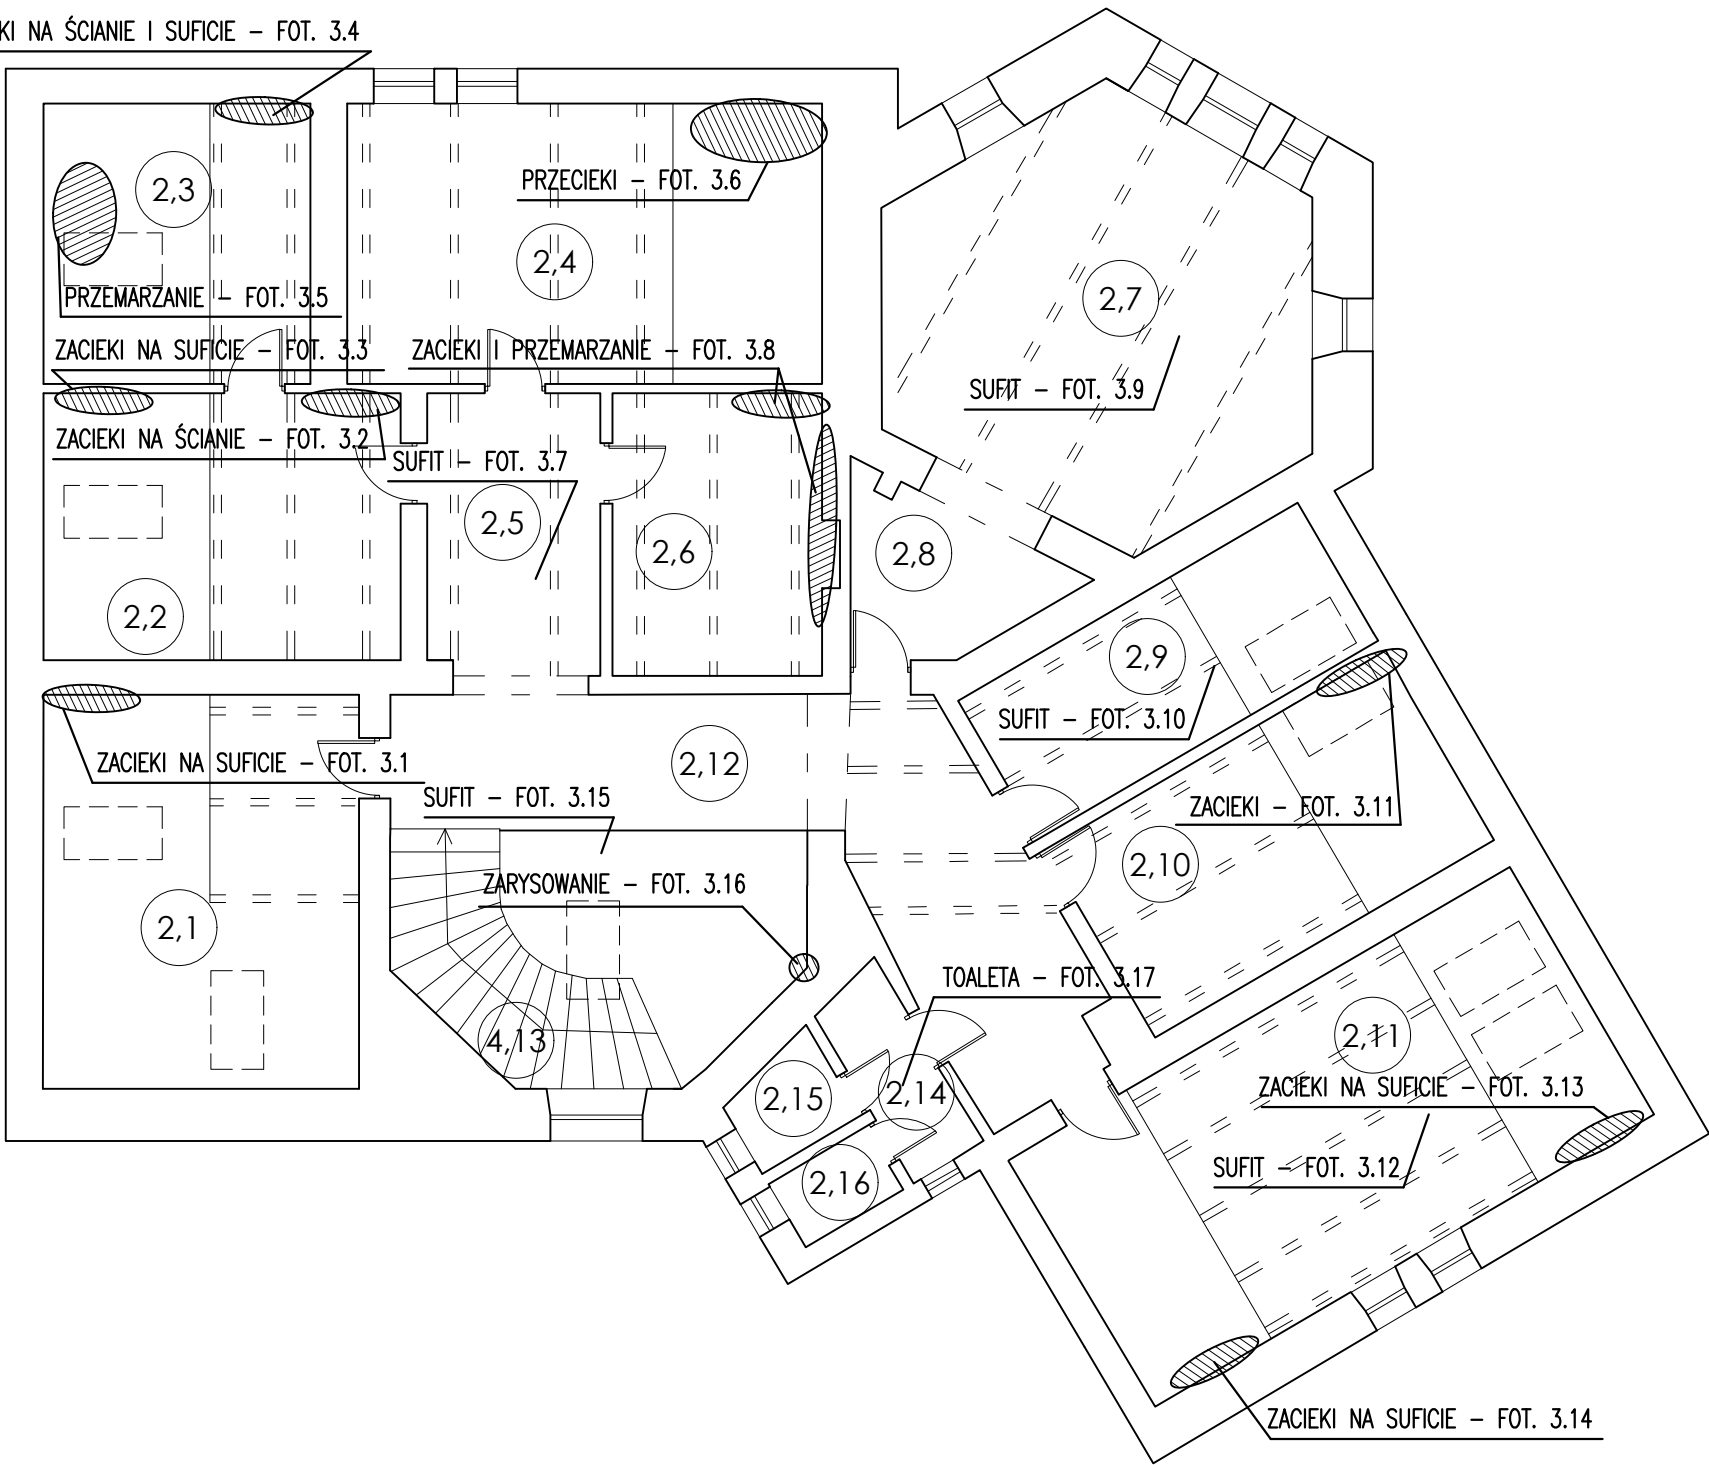 KI NA ŚCIANIE I SUFICIE – FOT. 3.4
2,3
PRZECIEKI – FOT. 3.6
2,4
2,7
PRZEMARZANIE – FOT. 3.5
ZACIEKI NA SUFICIE – FOT. 3.3
ZACIEKI I PRZEMARZANIE – FOT. 3.8
SUFIT – FOT. 3.9
ZACIEKI NA ŚCIANIE – FOT. 3.2
SUFIT – FOT. 3.7
2,5
2,6
2,8
2,2
2,9
SUFIT – FOT. 3.10
ZACIEKI NA SUFICIE – FOT. 3.1
2,12
SUFIT – FOT. 3.15
ZACIEKI – FOT. 3.11
2,10
ZARYSOWANIE – FOT. 3.16
2,1
TOALETA – FOT. 3.17
4,13
2,11
2,15
2,14
ZACIEKI NA SUFICIE – FOT. 3.13
SUFIT – FOT. 3.12
2,16
ZACIEKI NA SUFICIE – FOT. 3.14